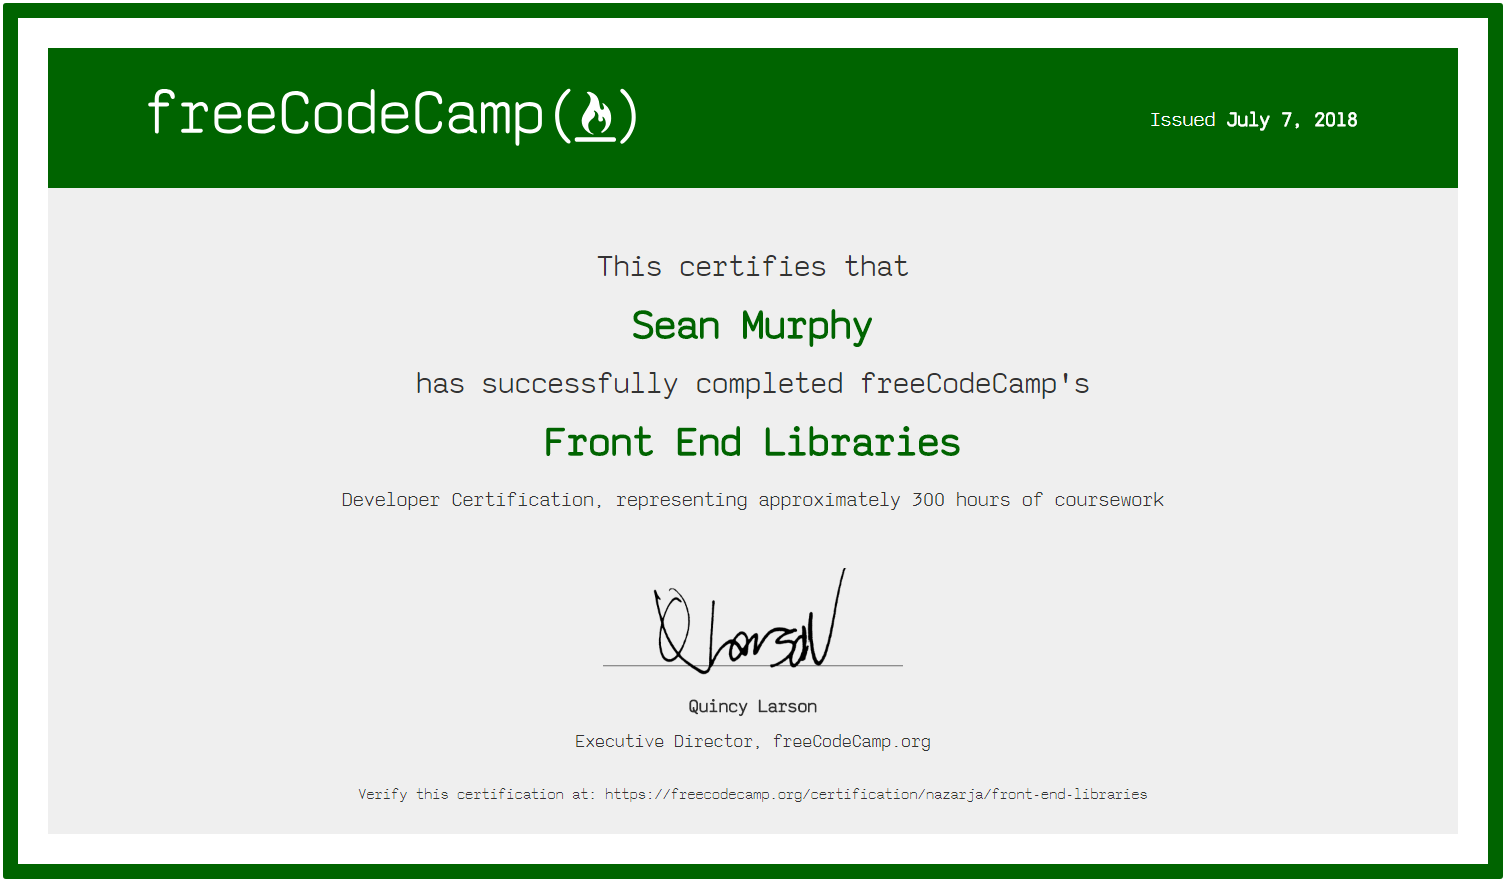 freeCodeCamp( )
Issued July 7, 2018
This certifies that
Sean Murphy
has successfully completed freeCodeCamp's
Front End Libraries
Developer Certification, representing approximately 300 hours of coursework
Q Larson
Quincy Larson
Executive Director, freeCodeCamp.org
Verify this certification at: https://freecodecamp.org/certification/nazarja/front-end-libraries